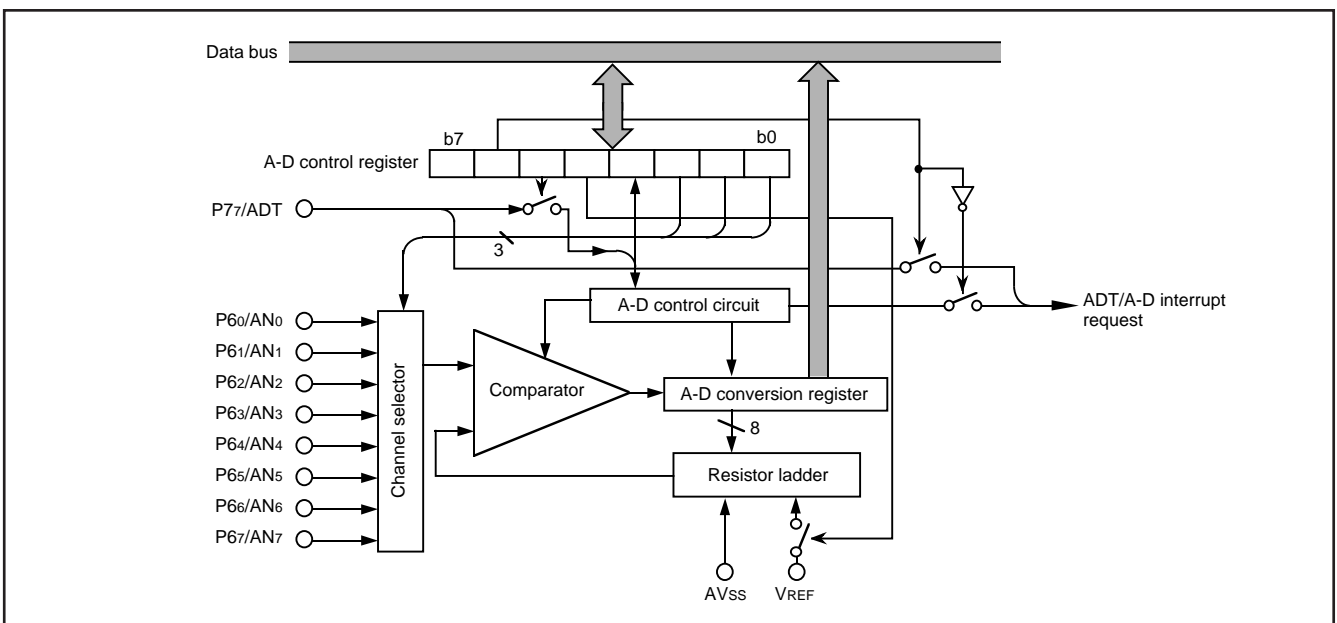 Data bus
b7
b0
A-D control register
P77/ADT
3
A-D control circuit
ADT/A-D interrupt
request
P60/AN0
P61/AN1
P62/AN2
P63/AN3
P64/AN4
P65/AN5
P66/AN6
P67/AN7
Channel selector
Comparator
A-D conversion register
8
Resistor ladder
AVSS
VREF